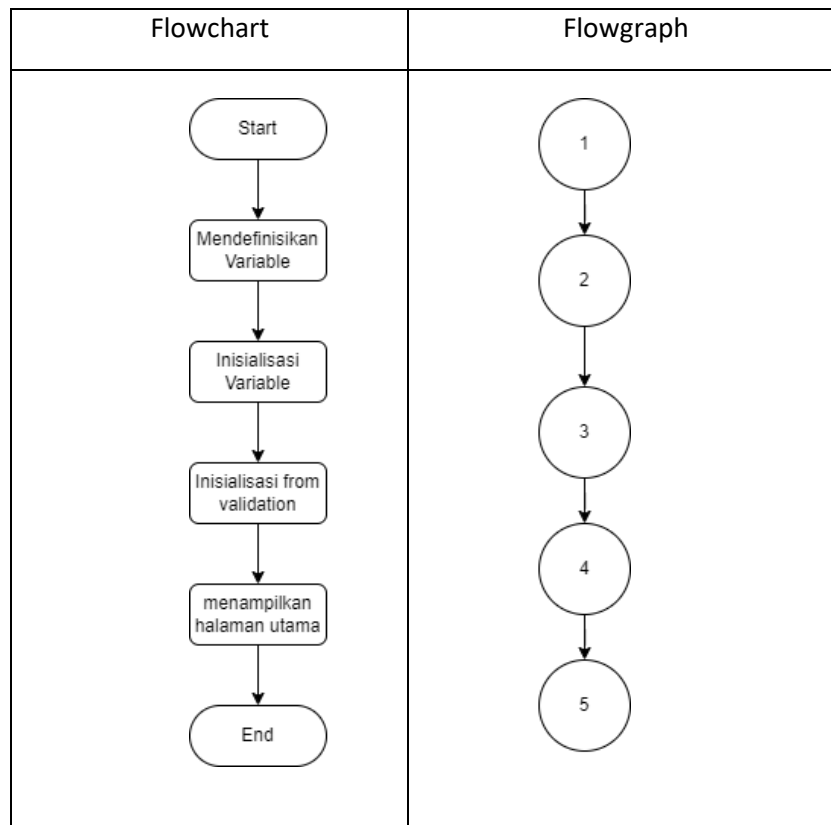 Flowchart
Flowgraph
Start
Mendefinisikan
Variable
Inisialisasi
Variable
Inisialisasi from
validation
menampilkan
halaman utama
End
1
2
3
4
5